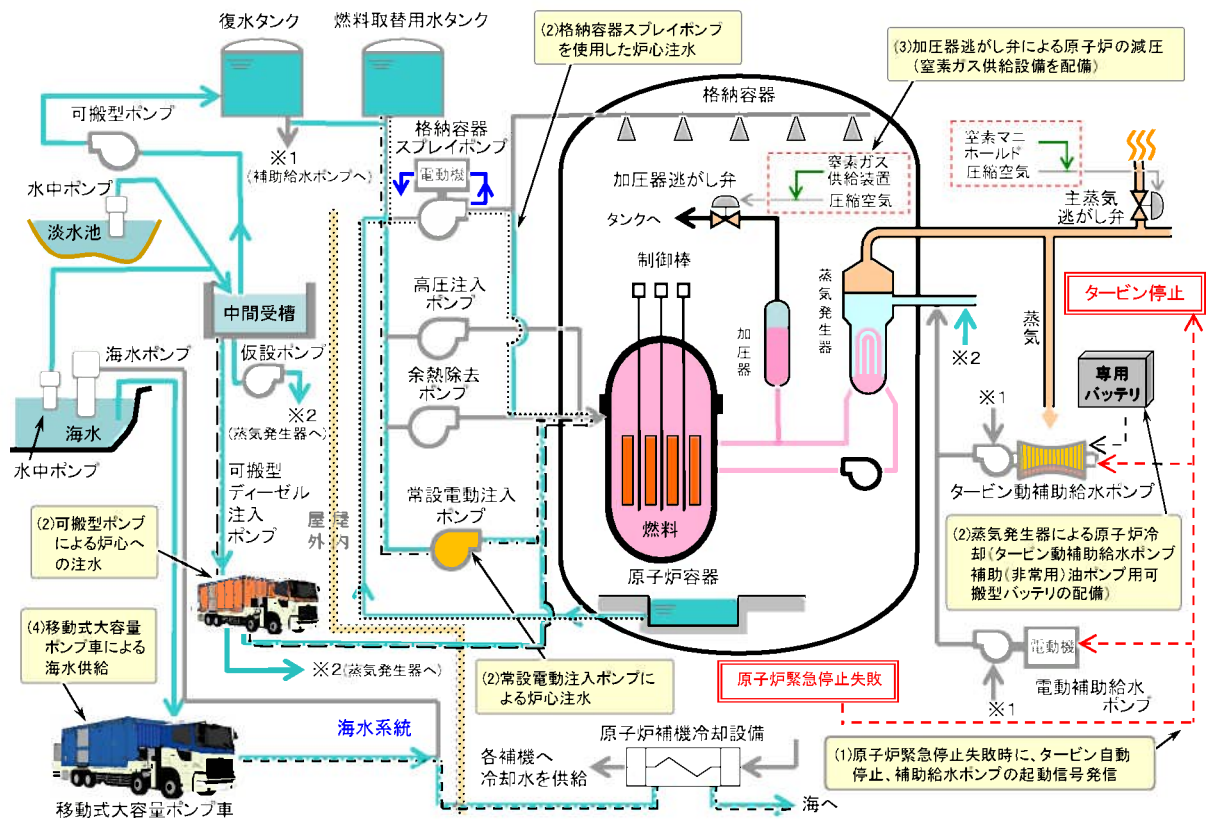 復水タンク
燃料取替用水タンク
(2)格納容器スプレイポンプ
を使用した炉心注水
(3)加圧器逃がし弁による原子炉の減圧
(窒素ガス供給設備を配備)
可搬型ポンプ
※1
(補助給水ポンプへ)
格納容器
スプレイポンプ
電動機
格納容器
窒素ガス
供給装置
圧縮空気
窒素マニ
ホールド
圧縮空気
主蒸気
逃がし弁
水中ポンプ
淡水池
加圧器逃がし弁
タンクへ
制御棒
蒸気発生器
加圧器
蒸気
タービン停止
※2
中間受槽
高圧注入
ポンプ
海水ポンプ
仮設ポンプ
※2
(蒸気発生器へ)
余熱除去
ポンプ
専用
バッテリ
海水
水中ポンプ
※1
タービン動補助給水ポンプ
可搬型
ディーゼル
注入
ポンプ
屋外
屋内
常設電動注入
ポンプ
燃料
原子炉容器
(2)可搬型ポンプ
による炉心へ
の注水
(2)蒸気発生器による原子炉冷
却(タービン動補助給水ポンプ
補助(非常用)油ポンプ用可
搬型バッテリの配備)
(4)移動式大容量
ポンプ車による
海水供給
※2(蒸気発生器へ)
(2)常設電動注入ポンプに
よる炉心注水
原子炉緊急停止失敗
電動機
※1
電動補助給水
ポンプ
海水系統
原子炉補機冷却設備
各補機へ
冷却水を供給
海へ
(1)原子炉緊急停止失敗時に、タービン自動
停止、補助給水ポンプの起動信号発信
移動式大容量ポンプ車